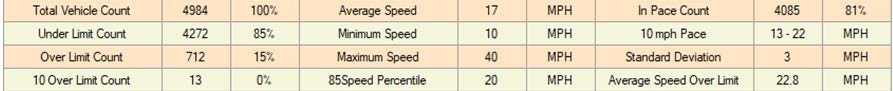 Total Vehicle Count 4984 100% Average Speed 17 MPH In Pace Count 4085 81%
Under Limit Count 4272 85% Minimum Speed 10 MPH 10 mph Pace 13 - 22 MPH
Over Limit Count 712 15% Maximum Speed 40 MPH Standard Deviation 3 MPH
10 Over Limit Count 13 0% 85Speed Percentile 20 MPH Average Speed Over Limit 22.8 MPH